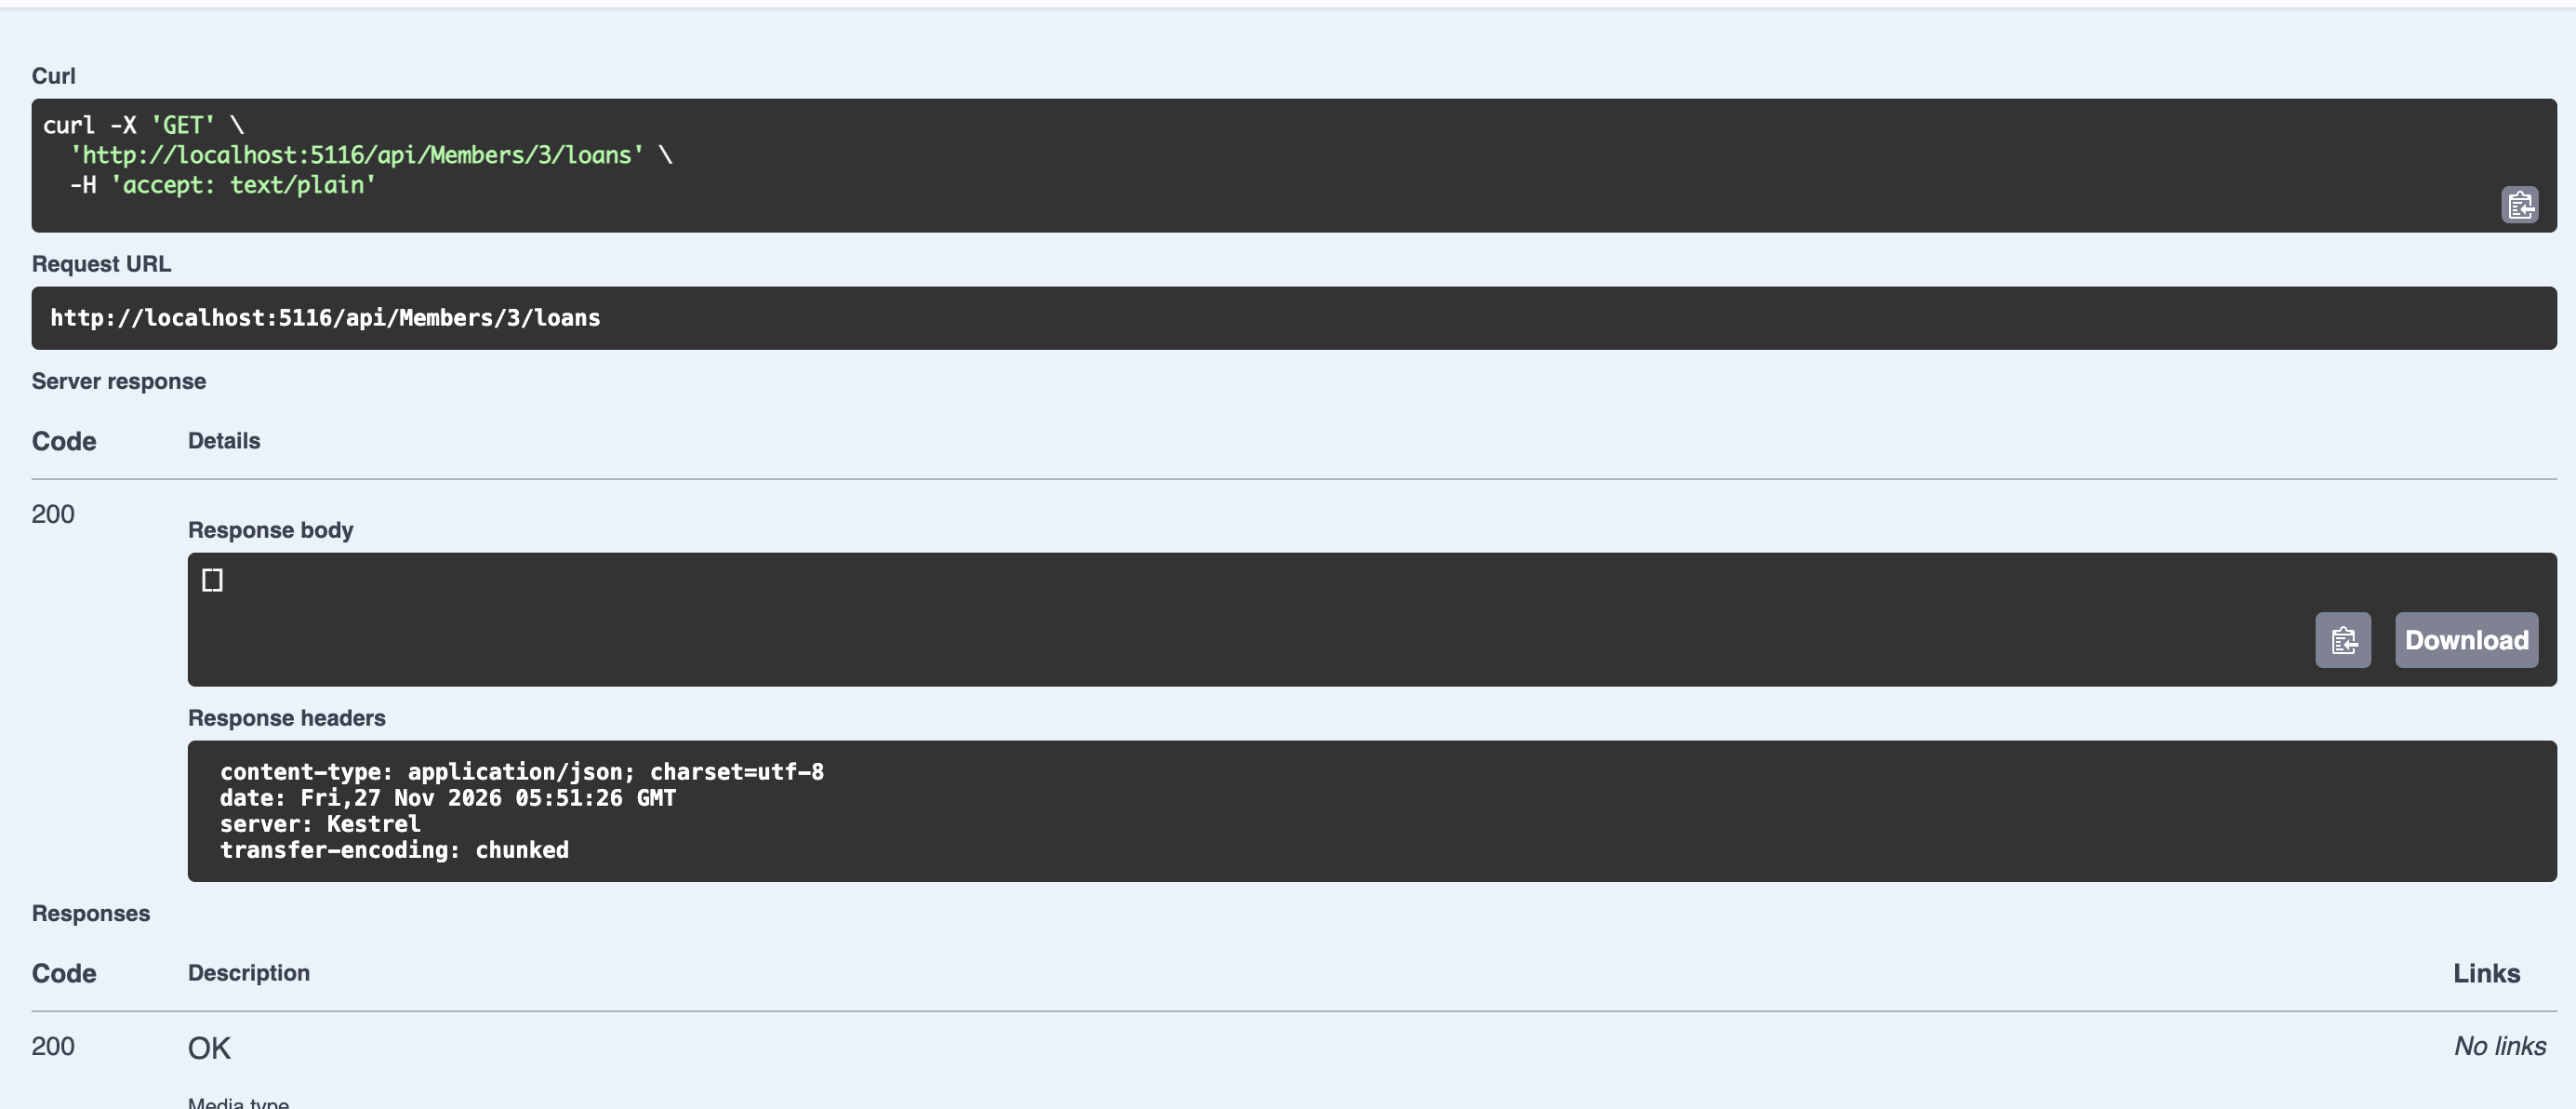 Curl
curl -X 'GET' \
'http://localhost:5116/api/Members/3/loans' \
-H 'accept: text/plain'
Request URL
http://localhost:5116/api/Members/3/loans
Server response
Code Details
200
Response body
[]
Download
Response headers
content-type: application/json; charset=utf-8
date: Fri,27 Nov 2026 05:51:26 GMT
server: Kestrel
transfer-encoding: chunked
Responses
Code Description Links
200 OK No links
Media type